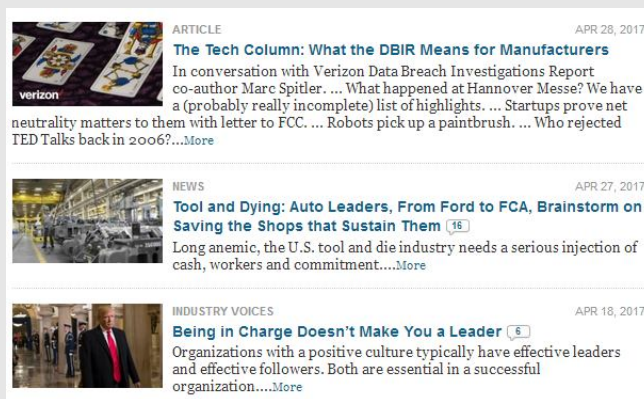 ARTICLE
APR 28, 2017
The Tech Column: What the DBIR Means for Manufacturers
In conversation with Verizon Data Breach Investigations Report
co-author Marc Spitler. ... What happened at Hannover Messe? We have
a (probably really incomplete) list of highlights. ... Startups prove net
neutrality matters to them with letter to FCC. ... Robots pick up a paintbrush. ... Who rejected
TED Talks back in 2006?...More
verizon
NEWS
APR 27, 2017
Tool and Dying: Auto Leaders, From Ford to FCA, Brainstorm on
Saving the Shops that Sustain Them 16
Long anemic, the U.S. tool and die industry needs a serious injection of
cash, workers and commitment....More
INDUSTRY VOICES
APR 18, 2017
Being in Charge Doesn't Make You a Leader 6
Organizations with a positive culture typically have effective leaders
and effective followers. Both are essential in a successful
organization....More